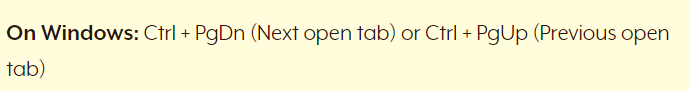 On Windows: Ctrl + PgDn (Next open tab) or Ctrl + PgUp (Previous open
tab)